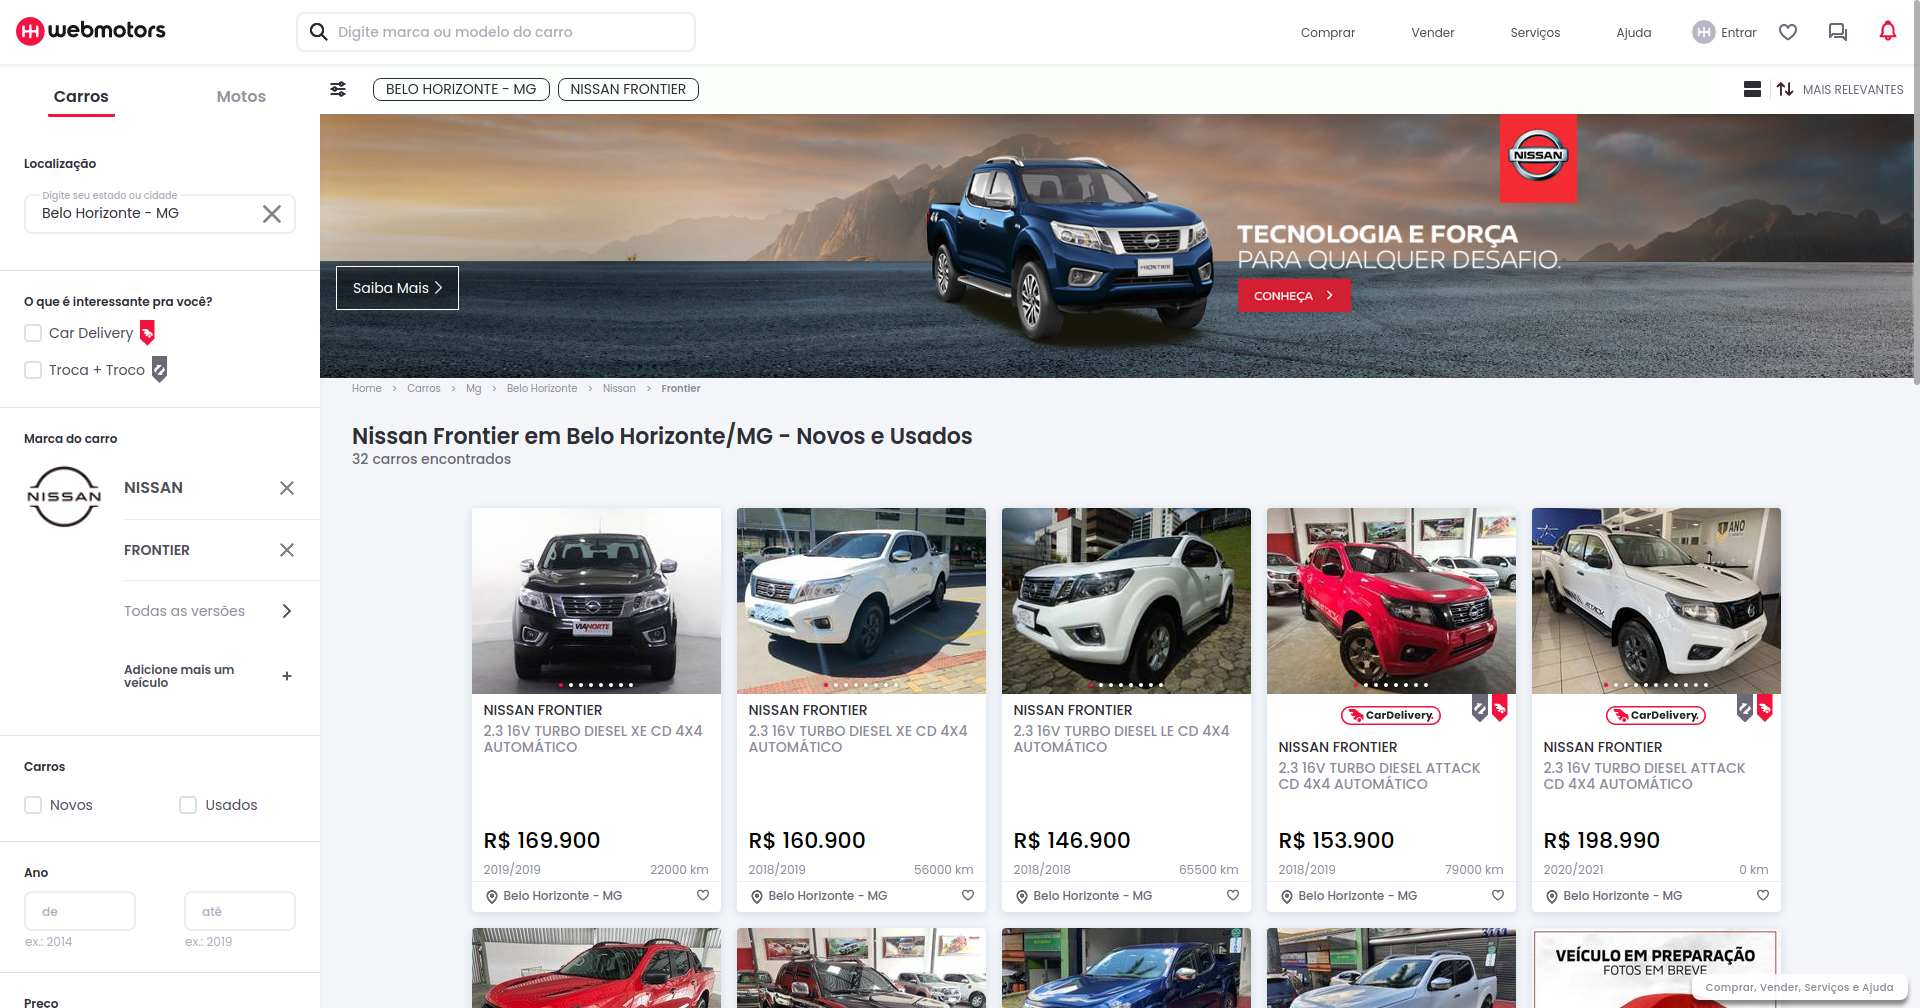 webmotors
Digite marca ou modelo do carro
Comprar
Vender
Serviços
Ajuda
Entrar
Carros
Motos
BELO HORIZONTE - MG
NISSAN FRONTIER
MAIS RELEVANTES
Localização
Digite seu estado ou cidade
Belo Horizonte - MG
O que é interessante pra você?
Car Delivery
Troca + Troco
Marca do carro
NISSAN
NISSAN
FRONTIER
Todas as versões
Adicione mais um
veículo
Carros
Novos
Usados
Ano
de
até
ex.: 2014
ex.: 2019
Preço
NISSAN
TECNOLOGIA E FORÇA
PARA QUALQUER DESAFIO.
CONHEÇA
Saiba Mais
FRONTIER
Home > Carros > Mg > Belo Horizonte > Nissan > Frontier
Nissan Frontier em Belo Horizonte/MG - Novos e Usados
32 carros encontrados
VIANORTE
NISSAN FRONTIER
2.3 16V TURBO DIESEL XE CD 4X4
AUTOMÁTICO
R$ 169.900
2019/2019
22000 km
Belo Horizonte - MG
NISSAN FRONTIER
2.3 16V TURBO DIESEL XE CD 4X4
AUTOMÁTICO
R$ 160.900
2018/2019
56000 km
Belo Horizonte - MG
NISSAN FRONTIER
2.3 16V TURBO DIESEL LE CD 4X4
AUTOMÁTICO
R$ 146.900
2018/2018
65500 km
Belo Horizonte - MG
CarDelivery.
NISSAN FRONTIER
2.3 16V TURBO DIESEL ATTACK
CD 4X4 AUTOMÁTICO
R$ 153.900
2018/2019
79000 km
Belo Horizonte - MG
ANO
ATTACK
CarDelivery.
NISSAN FRONTIER
2.3 16V TURBO DIESEL ATTACK
CD 4X4 AUTOMÁTICO
R$ 198.990
2020/2021
0 km
Belo Horizonte - MG
VEÍCULO EM PREPARAÇÃO
FOTOS EM BREVE
Comprar, Vender, Serviços e Ajuda